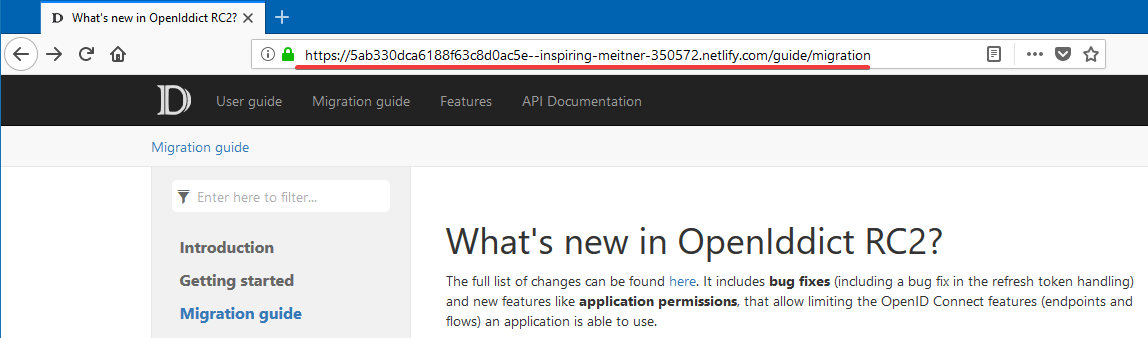 What's new in OpenIddict RC2?
https://5ab330dca6188f63c8d0ac5e--inspiring-meitner-350572.netlify.com/guide/migration
User guide Migration guide Features API Documentation
Migration guide
Enter here to filter...
Introduction
Getting started
Migration guide
What's new in OpenIddict RC2?
The full list of changes can be found here. It includes bug fixes (including a bug fix in the refresh token handling)
and new features like application permissions, that allow limiting the OpenID Connect features (endpoints and
flows) an application is able to use.